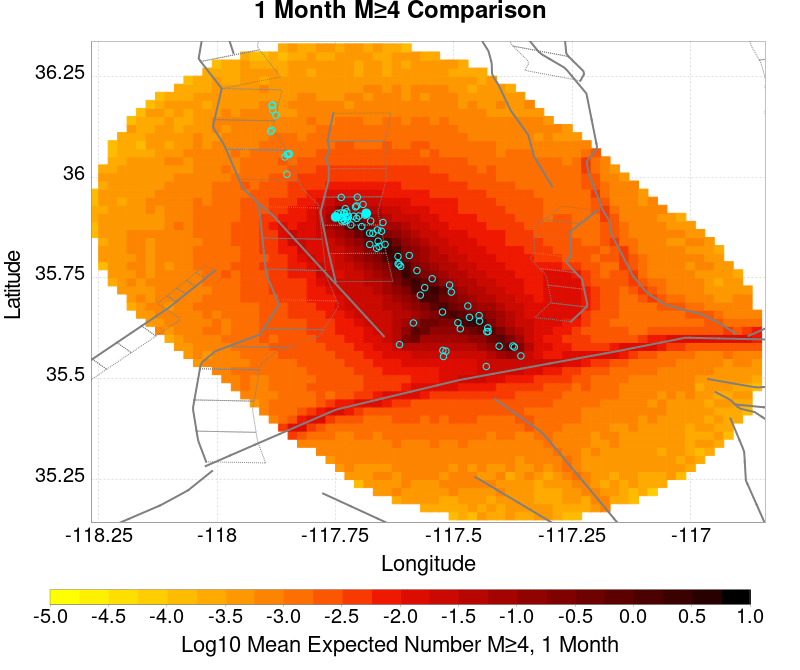 1 Month M≥4 Comparison
36.25
36
35.75
35.5
35.25
Latitude
-118.25 -118 -117.75 -117.5 -117.25 -117
Longitude
-5.0 -4.5 -4.0 -3.5 -3.0 -2.5 -2.0 -1.5 -1.0 -0.5 0.0 0.5 1.0
Log10 Mean Expected Number M≥4, 1 Month